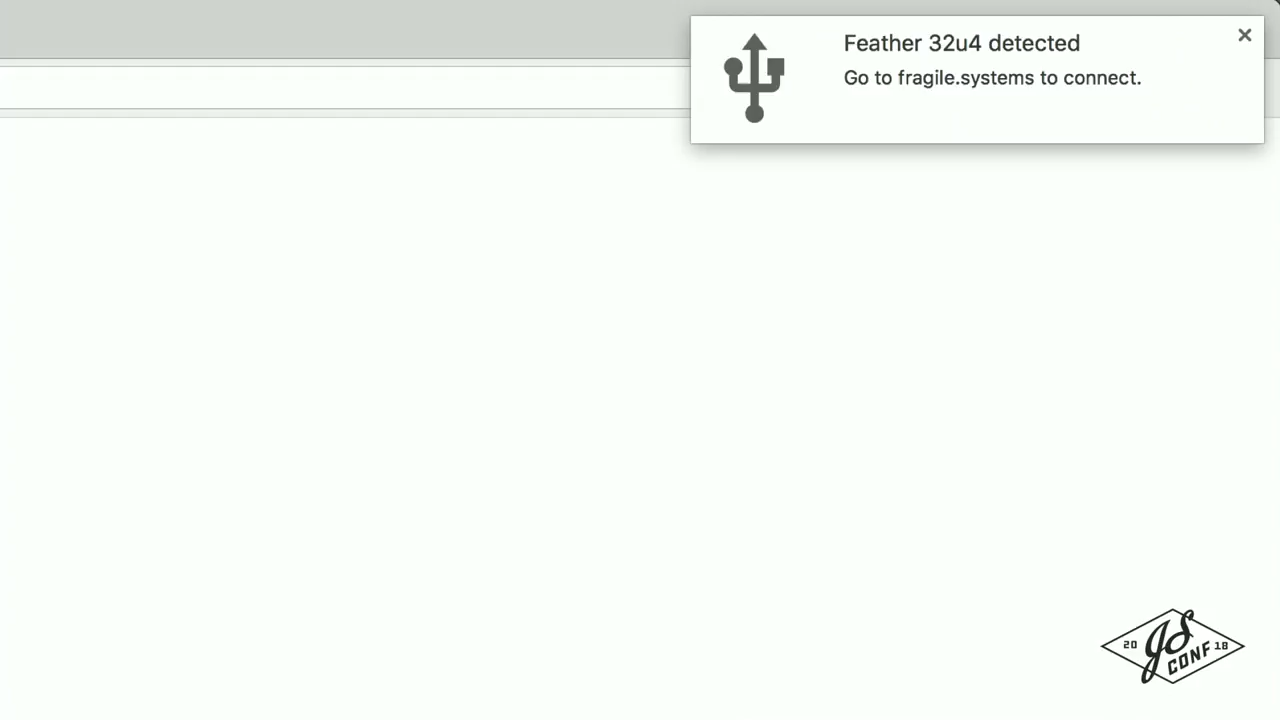 Feather 32u4 detected
Go to fragile.systems to connect.
20 JS 18
CONF